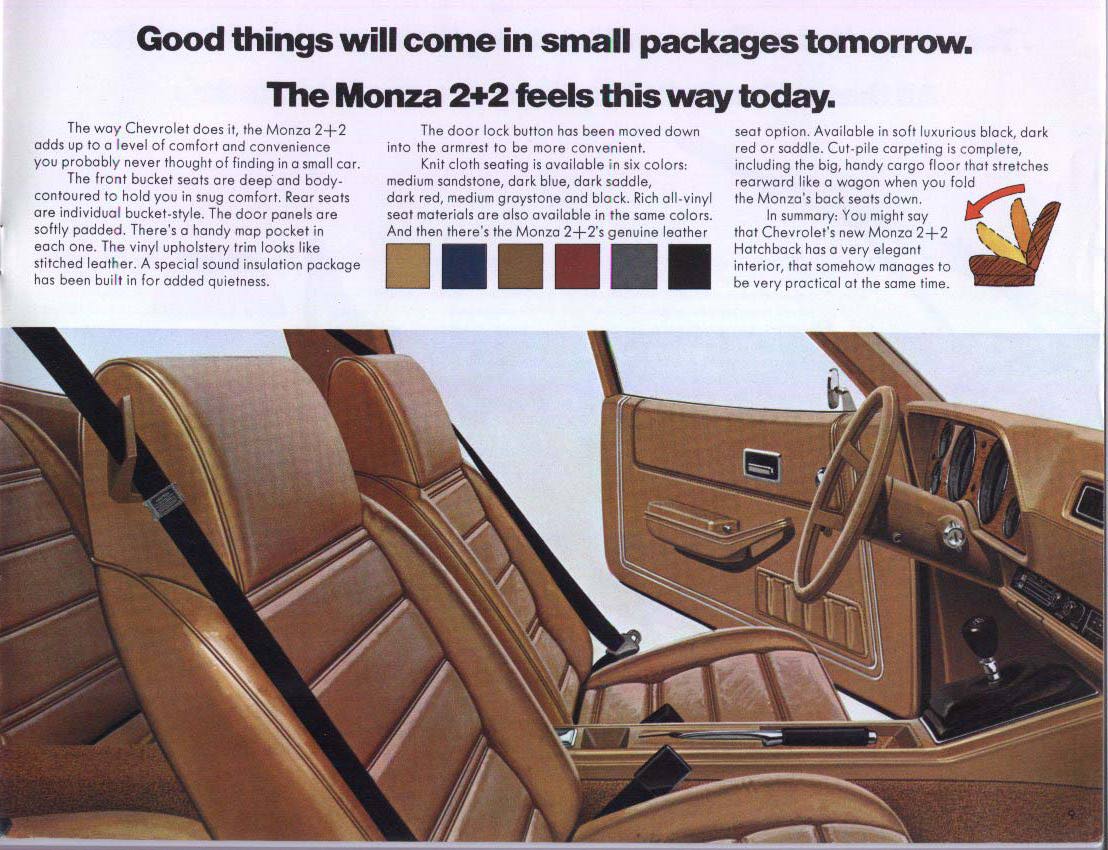 Good things will come in small packages tomorrow.
The Monza 2+2 feels this way today.
The way Chevrolet does it, the Monza 2+2
adds up to a level of comfort and convenience
you probably never thought of finding in a small car.
The front bucket seats are deep and body-
contoured to hold you in snug comfort. Rear seats
are individual bucket-style. The door panels are
softly padded. There's a handy map pocket in
each one. The vinyl upholstery trim looks like
stitched leather. A special sound insulation package
has been built in for added quietness.
The door lock button has been moved down
into the armrest to be more convenient.
Knit cloth seating is available in six colors:
medium sandstone, dark blue, dark saddle,
dark red, medium graystone and black. Rich all-vinyl
seat materials are also available in the same colors.
And then there's the Monza 2+2's genuine leather
seat option. Available in soft luxurious black, dark
red or saddle. Cut-pile carpeting is complete,
including the big, handy cargo floor that stretches
rearward like a wagon when you fold
the Monza's back seats down.
In summary: You might say
that Chevrolet's new Monza 2+2
Hatchback has a very elegant
interior, that somehow manages to
be very practical at the same time.
9